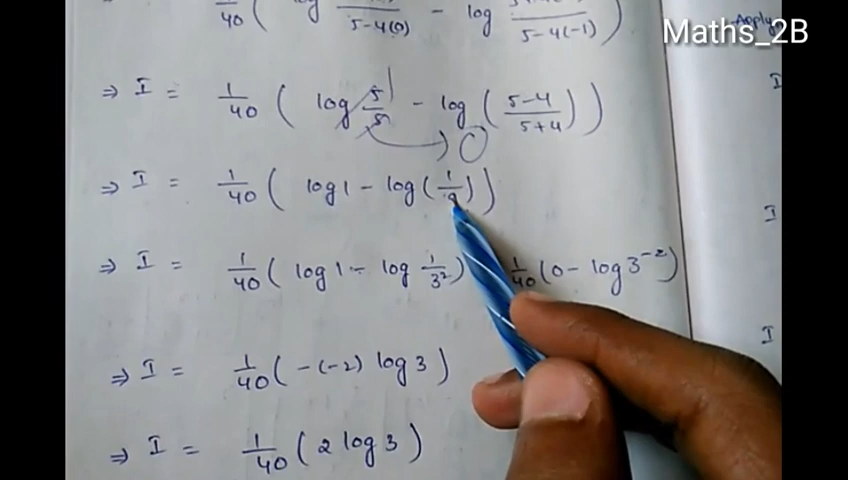 1/40 ( log /5-4(0) - log /5-4(-1) )
Maths_2B
Apply
⇒ I = 1/40 ( log 5/5 - log ( 5-4/5+4 ) )
0
⇒ I = 1/40 ( log 1 - log ( 1/9 ) )
⇒ I = 1/40 ( log 1 - log 1/3² ) 1/40 ( 0 - log 3⁻² )
⇒ I = 1/40 ( -(-2) log 3 )
⇒ I = 1/40 ( 2 log 3 )
I
I
I